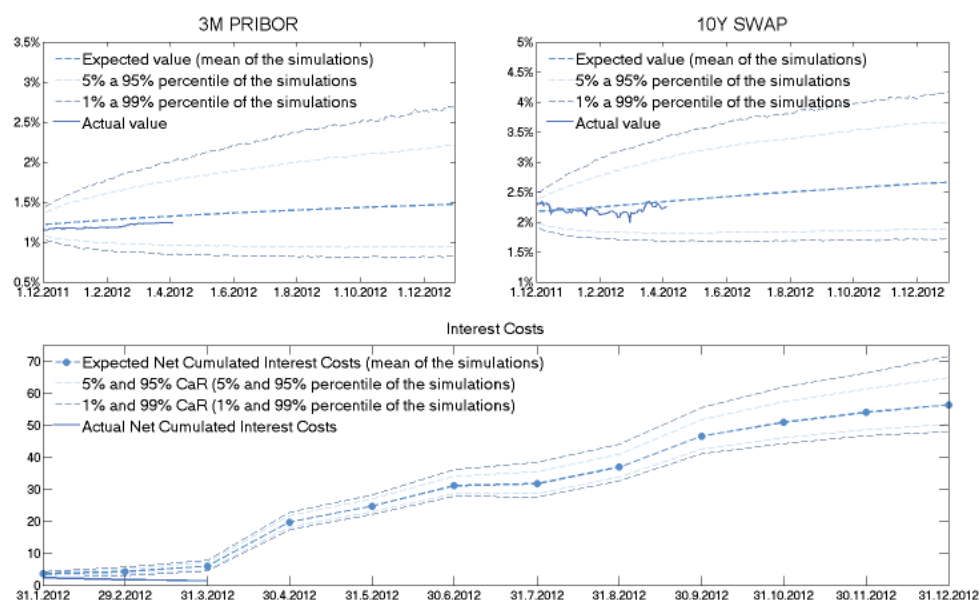 3M PRIBOR
3.5%
Expected value (mean of the simulations)
3%
5% a 95% percentile of the simulations
1% a 99% percentile of the simulations
2.5%
Actual value
2%
1.5%
1%
0.5%
1.12.2011 1.2.2012 1.4.2012 1.6.2012 1.8.2012 1.10.2012 1.12.2012
10Y SWAP
5%
Expected value (mean of the simulations)
4.5%
5% a 95% percentile of the simulations
4%
1% a 99% percentile of the simulations
3.5%
Actual value
3%
2.5%
2%
1.5%
1%
1.12.2011 1.2.2012 1.4.2012 1.6.2012 1.8.2012 1.10.2012 1.12.2012
Interest Costs
70
Expected Net Cumulated Interest Costs (mean of the simulations)
5% and 95% CaR (5% and 95% percentile of the simulations)
60
1% and 99% CaR (1% and 99% percentile of the simulations)
50
Actual Net Cumulated Interest Costs
40
30
20
10
0
31.1.2012 29.2.2012 31.3.2012 30.4.2012 31.5.2012 30.6.2012 31.7.2012 31.8.2012 30.9.2012 31.10.2012 30.11.2012 31.12.2012